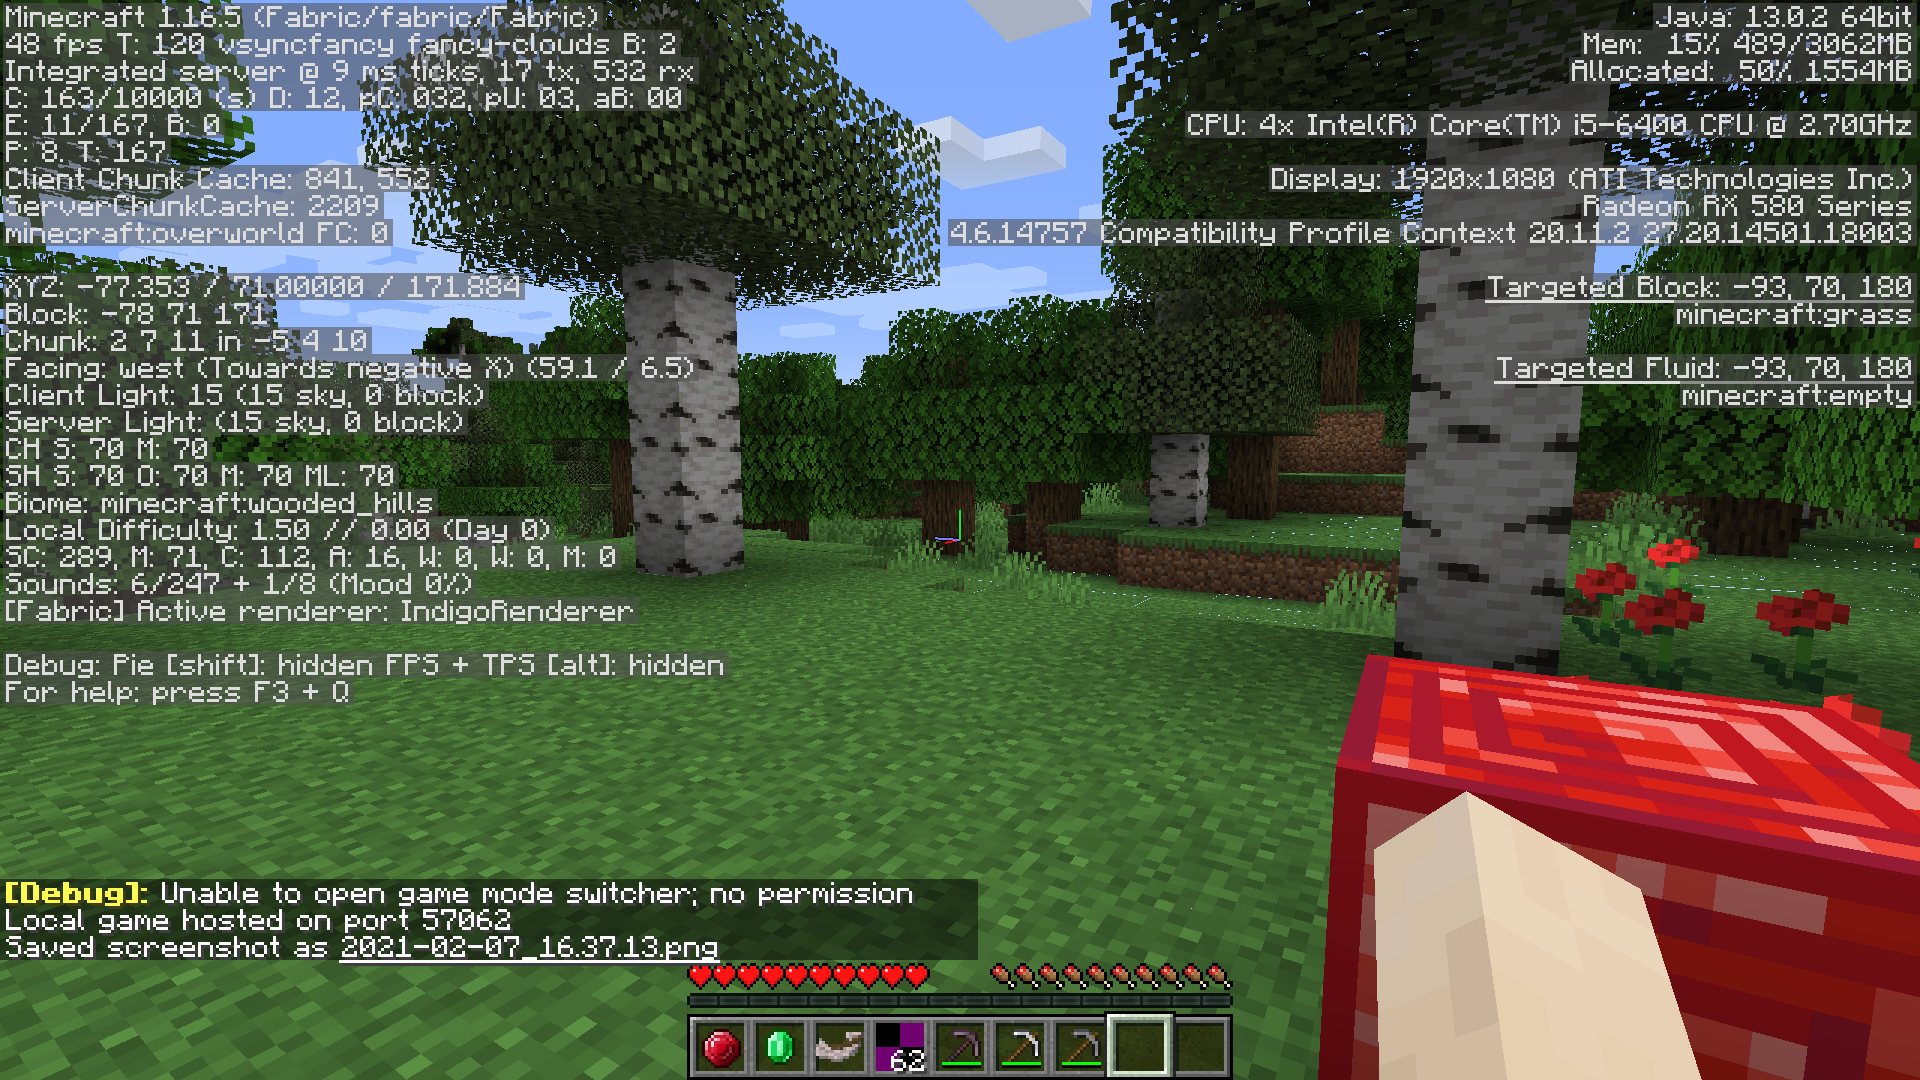 Minecraft 1.16.5 (Fabric/fabric/Fabric)
48 fps T: 120 vsyncfancy fancy-clouds B: 2
Integrated server @ 9 ms ticks, 17 tx, 532 rx
C: 163/10000 (s) D: 12, pC: 032, pU: 03, aB: 00
E: 11/167, B: 0
P: 8. T: 167
Client Chunk Cache: 841, 552
ServerChunkCache: 2209
minecraft:overworld FC: 0
XYZ: -77.353 / 71.00000 / 171.884
Block: -78 71 171
Chunk: 2 7 11 in -5 4 10
Facing: west (Towards negative X) (59.1 / 6.5)
Client Light: 15 (15 sky, 0 block)
Server Light: (15 sky, 0 block)
CH S: 70 M: 70
SH S: 70 O: 70 M: 70 ML: 70
Biome: minecraft:wooded_hills
Local Difficulty: 1.50 // 0.00 (Day 0)
SC: 289, M: 71, C: 112, A: 16, W: 0, W: 0, M: 0
Sounds: 6/247 + 1/8 (Mood 0%)
[Fabric] Active renderer: IndigoRenderer
Debug: Pie [shift]: hidden FPS + TPS [alt]: hidden
For help: press F3 + Q
Java: 13.0.2 64bit
Mem: 15% 489/3062MB
Allocated: 50% 1554MB
CPU: 4x Intel(R) Core(TM) i5-6400 CPU @ 2.70GHz
Display: 1920x1080 (ATI Technologies Inc.)
Radeon RX 580 Series
4.6.14757 Compatibility Profile Context 20.11.2 27.20.14501.18003
Targeted Block: -93, 70, 180
minecraft:grass
Targeted Fluid: -93, 70, 180
minecraft:empty
[Debug]: Unable to open game mode switcher; no permission
Local game hosted on port 57062
Saved screenshot as 2021-02-07_16.37.13.png
62